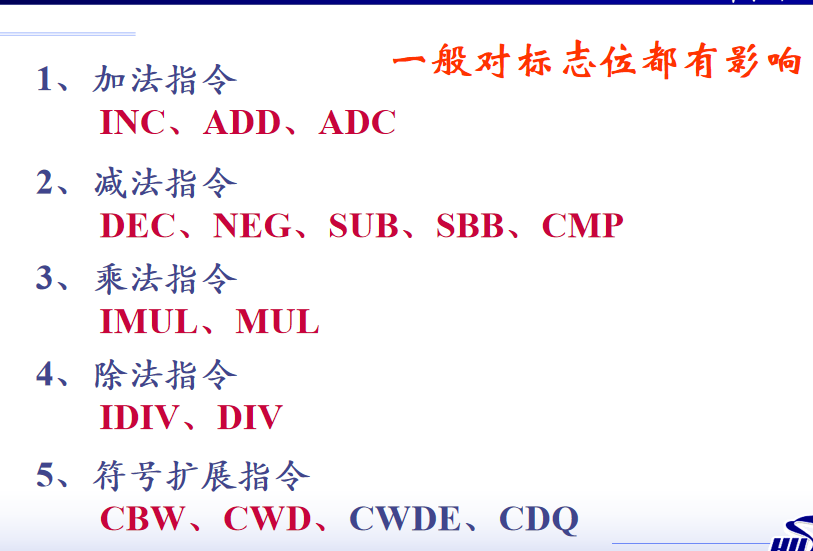 一般对标志位都有影响
1、加法指令
INC、ADD、ADC
2、减法指令
DEC、NEG、SUB、SBB、CMP
3、乘法指令
IMUL、MUL
4、除法指令
IDIV、DIV
5、符号扩展指令
CBW、CWD、CWDE、CDQ